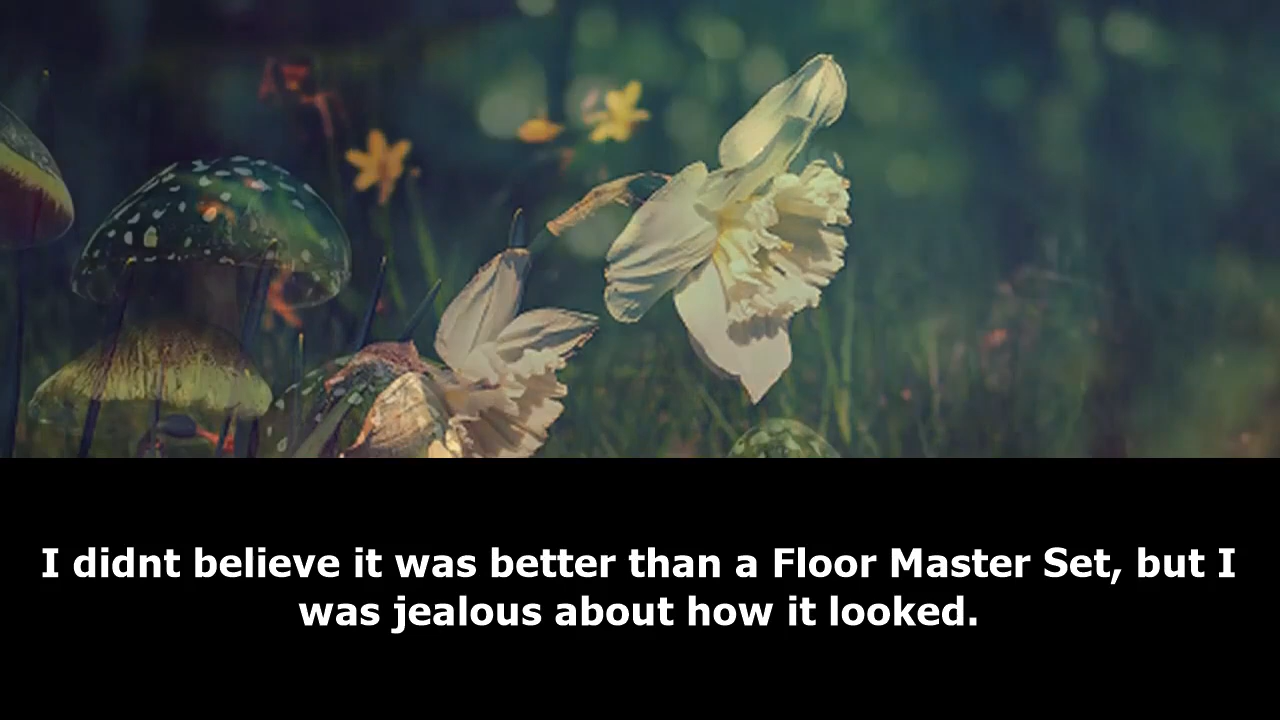 I didnt believe it was better than a Floor Master Set, but I
was jealous about how it looked.